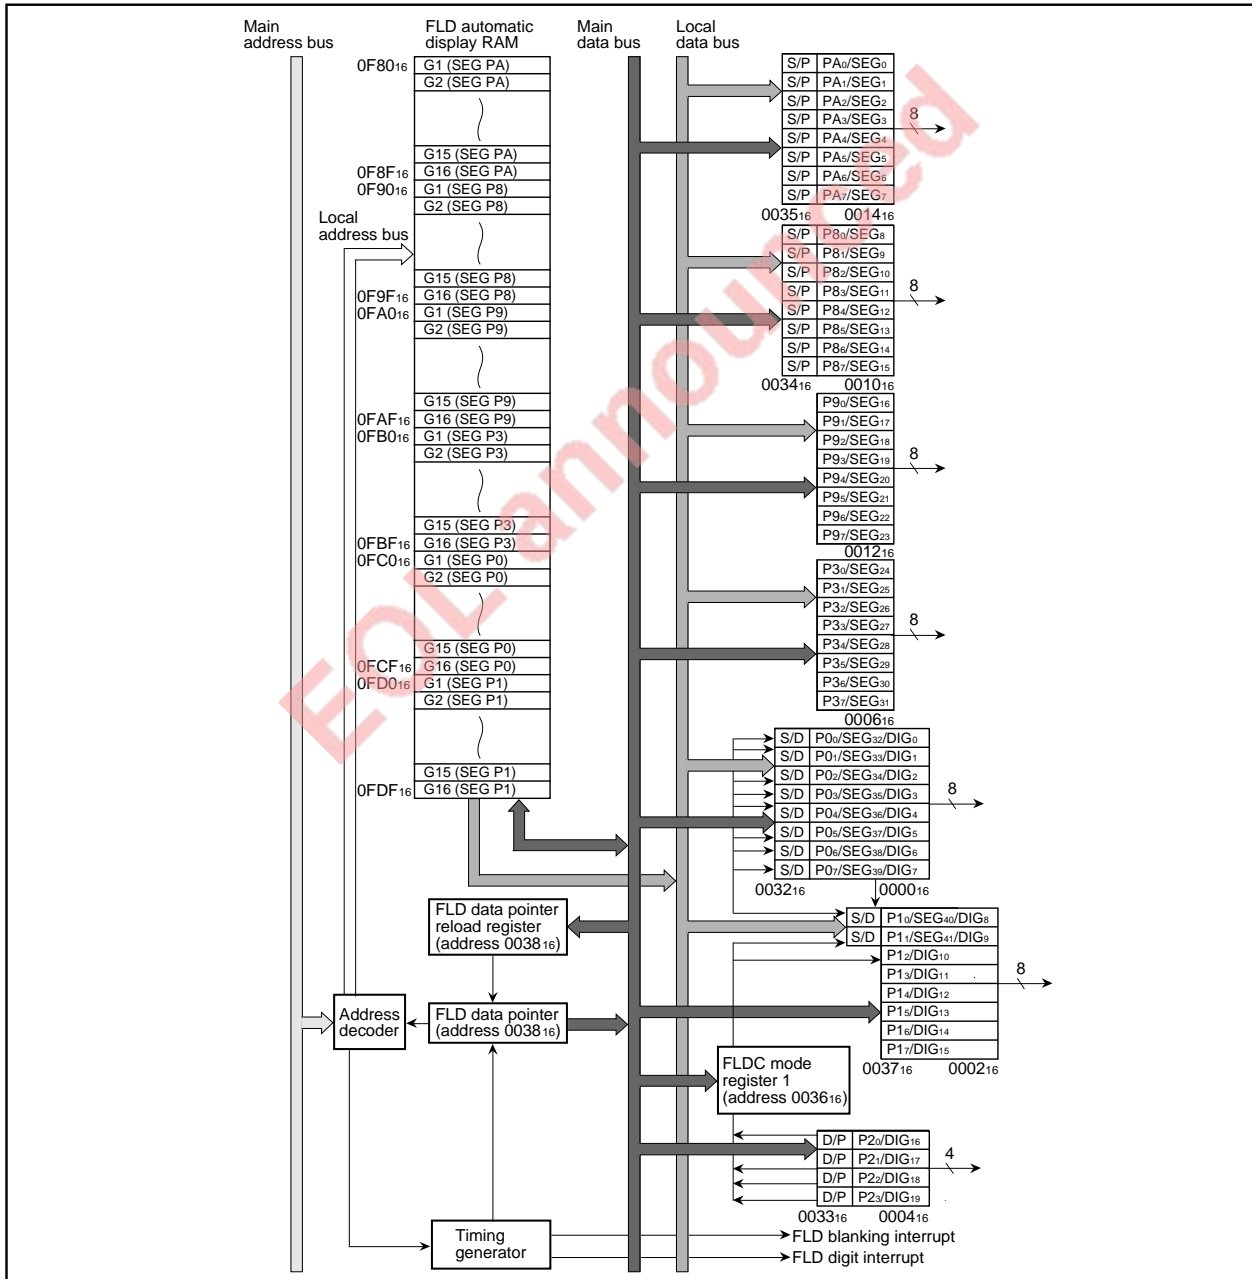 Main
address bus
FLD automatic
display RAM
Main
data bus
Local
data bus
0F8016
G1 (SEG PA)
G2 (SEG PA)
G15 (SEG PA)
0F8F16
G16 (SEG PA)
0F9016
G1 (SEG P8)
G2 (SEG P8)
Local
address bus
G15 (SEG P8)
0F9F16
G16 (SEG P8)
0FA016
G1 (SEG P9)
G2 (SEG P9)
G15 (SEG P9)
0FAF16
G16 (SEG P9)
0FB016
G1 (SEG P3)
G2 (SEG P3)
G15 (SEG P3)
0FBF16
G16 (SEG P3)
0FC016
G1 (SEG P0)
G2 (SEG P0)
G15 (SEG P0)
0FCF16
G16 (SEG P0)
0FD016
G1 (SEG P1)
G2 (SEG P1)
G15 (SEG P1)
0FDF16
G16 (SEG P1)
S/P PA0/SEG0
S/P PA1/SEG1
S/P PA2/SEG2
S/P PA3/SEG3
S/P PA4/SEG4
S/P PA5/SEG5
S/P PA6/SEG6
S/P PA7/SEG7
8
003516 001416
S/P P80/SEG8
S/P P81/SEG9
S/P P82/SEG10
S/P P83/SEG11
S/P P84/SEG12
S/P P85/SEG13
S/P P86/SEG14
S/P P87/SEG15
8
003416 001016
P90/SEG16
P91/SEG17
P92/SEG18
P93/SEG19
P94/SEG20
P95/SEG21
P96/SEG22
P97/SEG23
8
001216
P30/SEG24
P31/SEG25
P32/SEG26
P33/SEG27
P34/SEG28
P35/SEG29
P36/SEG30
P37/SEG31
8
000616
S/D P00/SEG32/DIG0
S/D P01/SEG33/DIG1
S/D P02/SEG34/DIG2
S/D P03/SEG35/DIG3
S/D P04/SEG36/DIG4
S/D P05/SEG37/DIG5
S/D P06/SEG38/DIG6
S/D P07/SEG39/DIG7
8
003216 000016
S/D P10/SEG40/DIG8
S/D P11/SEG41/DIG9
P12/DIG10
P13/DIG11
P14/DIG12
P15/DIG13
P16/DIG14
P17/DIG15
8
003716 000216
FLD data pointer
reload register
(address 003816)
Address
decoder
FLD data pointer
(address 003816)
FLDC mode
register 1
(address 003616)
D/P P20/DIG16
D/P P21/DIG17
D/P P22/DIG18
D/P P23/DIG19
4
003316 000416
Timing
generator
FLD blanking interrupt
FLD digit interrupt
EOL announced